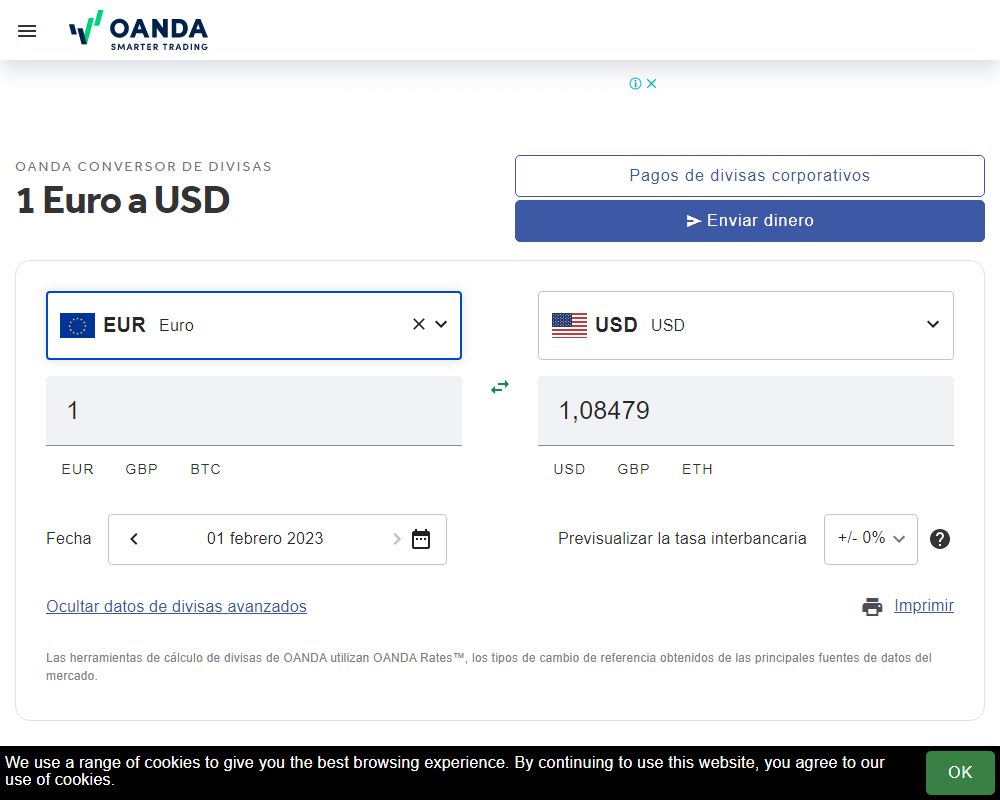 OANDA
SMARTER TRADING
OANDA CONVERSOR DE DIVISAS
1 Euro a USD
Pagos de divisas corporativos
Enviar dinero
EUR Euro
USD USD
1
1,08479
EUR GBP BTC
USD GBP ETH
Fecha
01 febrero 2023
Previsualizar la tasa interbancaria
+/- 0%
Ocultar datos de divisas avanzados
Imprimir
Las herramientas de cálculo de divisas de OANDA utilizan OANDA Rates™, los tipos de cambio de referencia obtenidos de las principales fuentes de datos del
mercado.
We use a range of cookies to give you the best browsing experience. By continuing to use this website, you agree to our
use of cookies.
OK